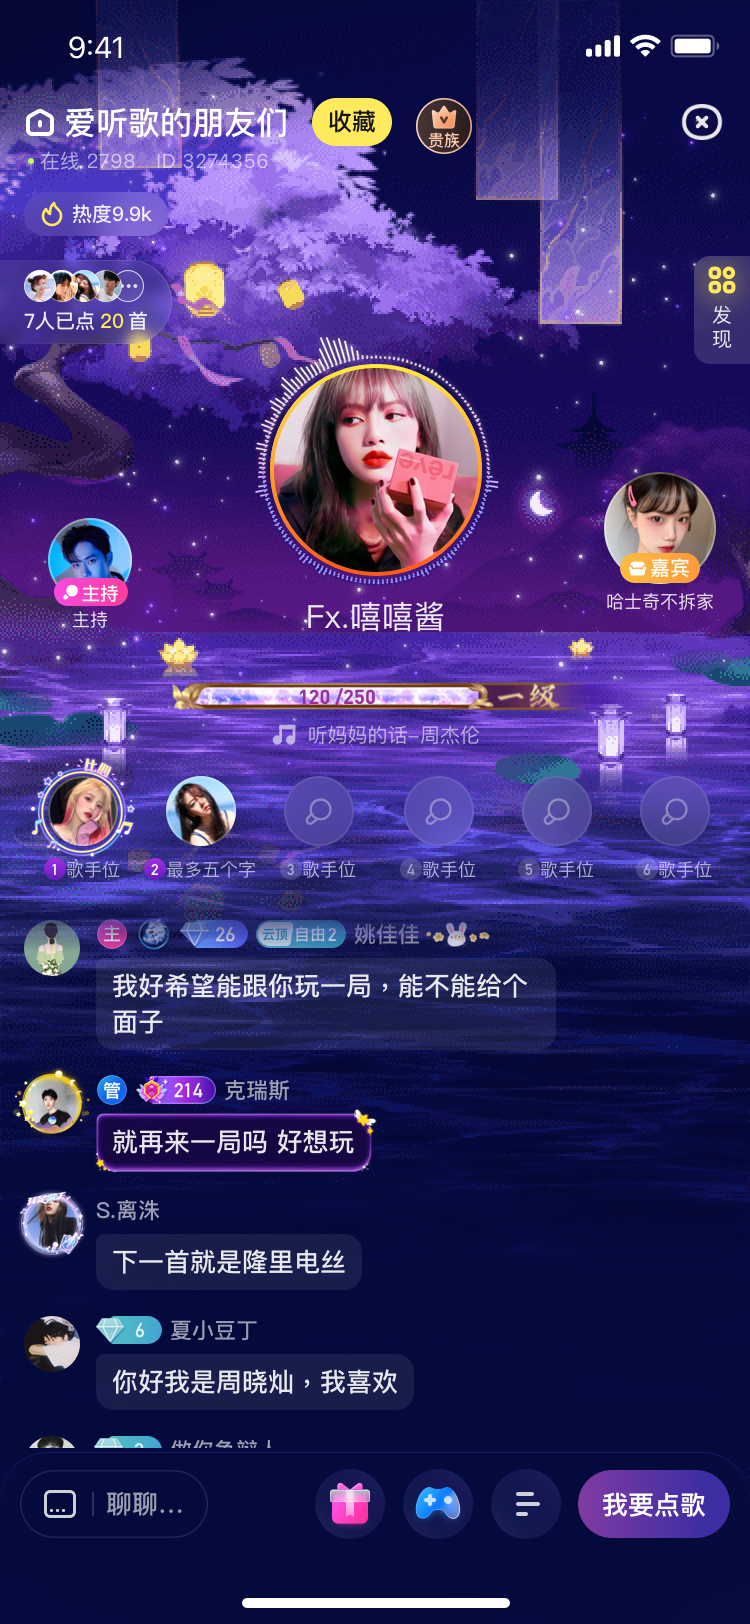 9:41
爱听歌的朋友们
收藏
贵族
在线 2798 ID 3274356
热度9.9k
7人已点 20 首
发现
主持
主持
嘉宾
哈士奇不拆家
Fx.嘻嘻酱
120 /250
一级
听妈妈的话-周杰伦
比心
1 歌手位
2 最多五个字
3 歌手位
4 歌手位
5 歌手位
6 歌手位
主 26 云顶 自由2 姚佳佳
我好希望能跟你玩一局，能不能给个
面子
管 214 克瑞斯
就再来一局吗 好想玩
S.离洙
下一首就是隆里电丝
6 夏小豆丁
你好我是周晓灿，我喜欢
聊聊...
我要点歌